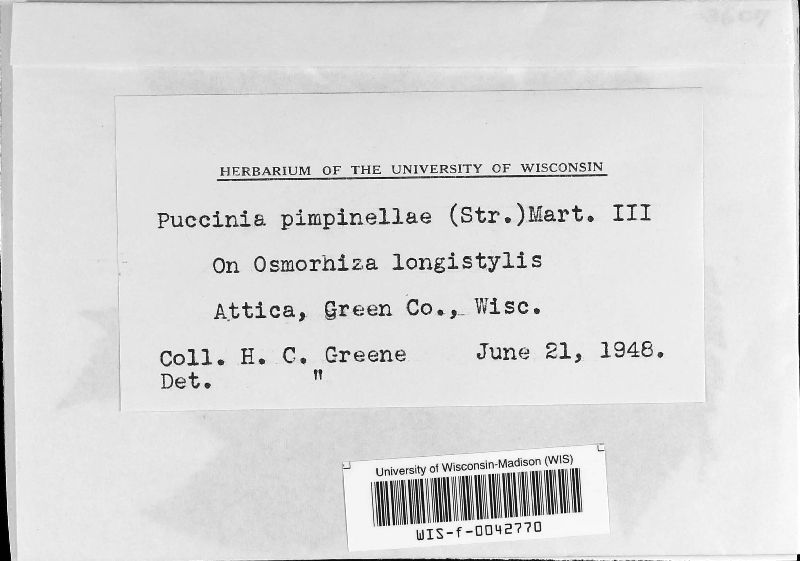 HERBARIUM OF THE UNIVERSITY OF WISCONSIN
Puccinia pimpinellae (Str.)Mart. III
On Osmorhiza longistylis
Attica, Green Co., Wisc.
Coll. H. C. Greene June 21, 1948.
Det. "
University of Wisconsin-Madison (WIS)
WIS-f-0042770